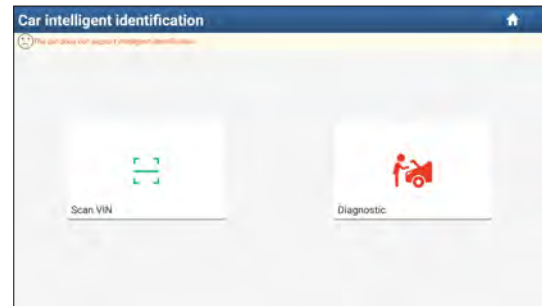 Car intelligent identification
The car does not support intelligent identification.
Scan VIN
Diagnostic